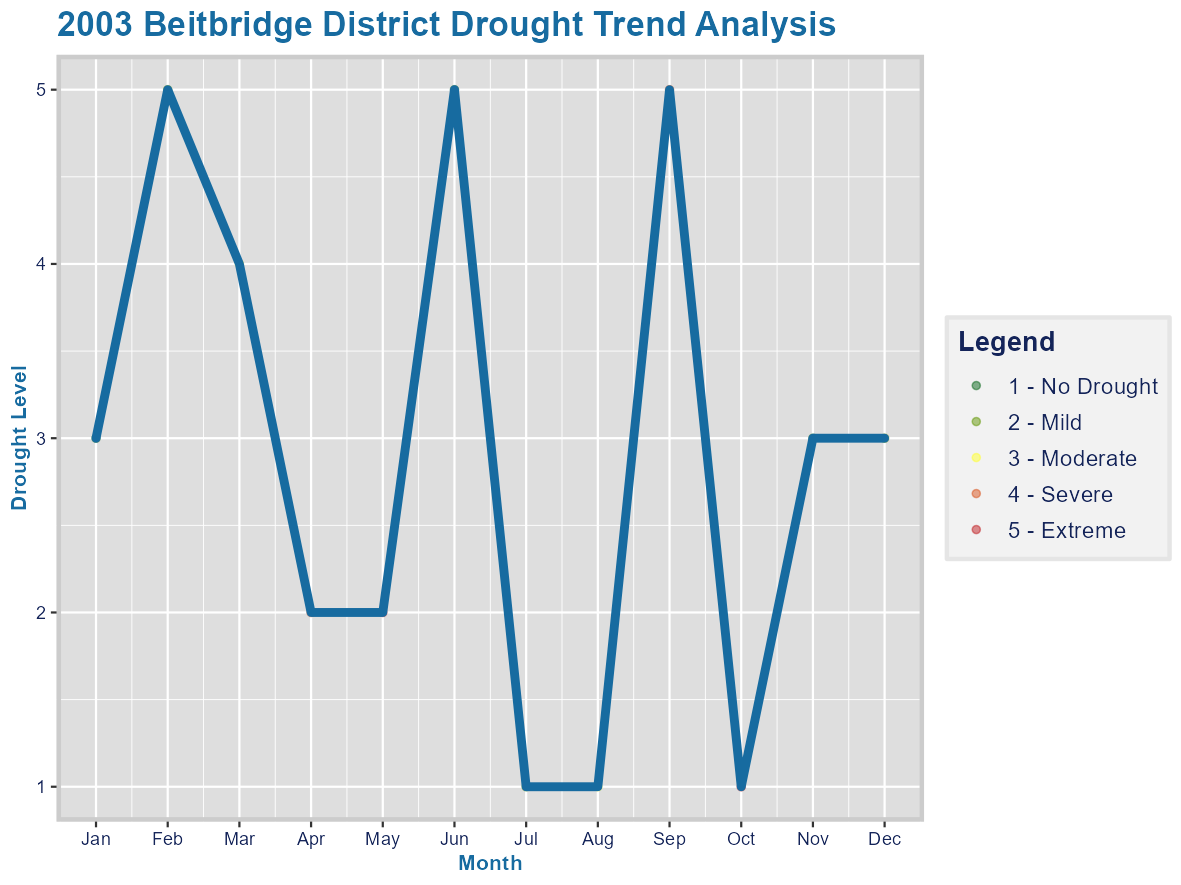 2003 Beitbridge District Drought Trend Analysis
5
4
3
2
1
Drought Level
Jan Feb Mar Apr May Jun Jul Aug Sep Oct Nov Dec
Month
Legend
1 - No Drought
2 - Mild
3 - Moderate
4 - Severe
5 - Extreme